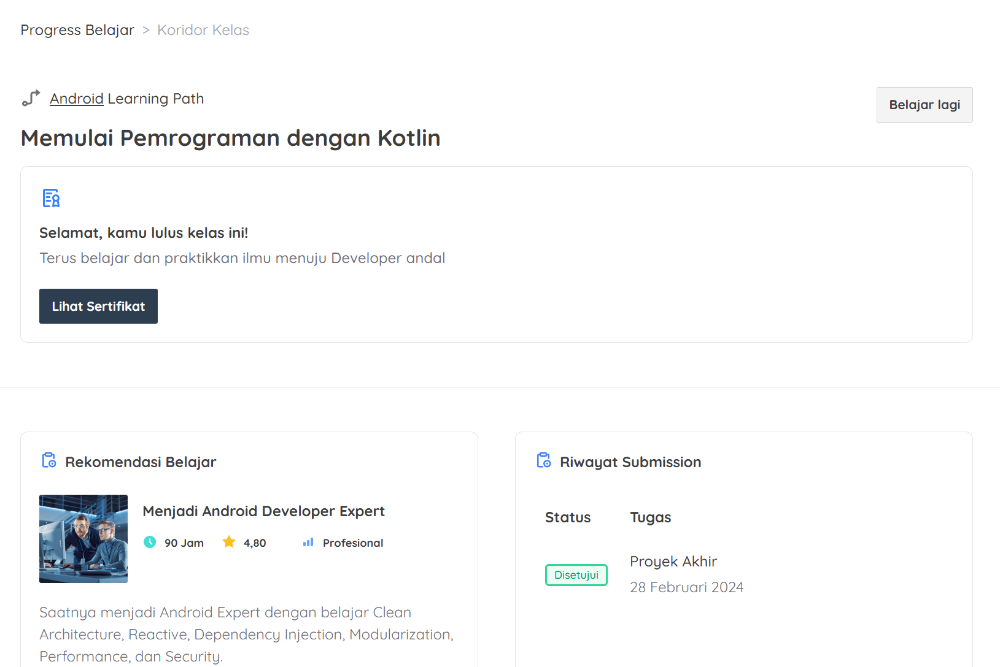 Progress Belajar > Koridor Kelas
Android Learning Path
Belajar lagi
Memulai Pemrograman dengan Kotlin
Selamat, kamu lulus kelas ini!
Terus belajar dan praktikkan ilmu menuju Developer andal
Lihat Sertifikat
Rekomendasi Belajar
Menjadi Android Developer Expert
90 Jam 4,80 Profesional
Saatnya menjadi Android Expert dengan belajar Clean
Architecture, Reactive, Dependency Injection, Modularization,
Performance, dan Security.
Riwayat Submission
Status Tugas
Disetujui
Proyek Akhir
28 Februari 2024